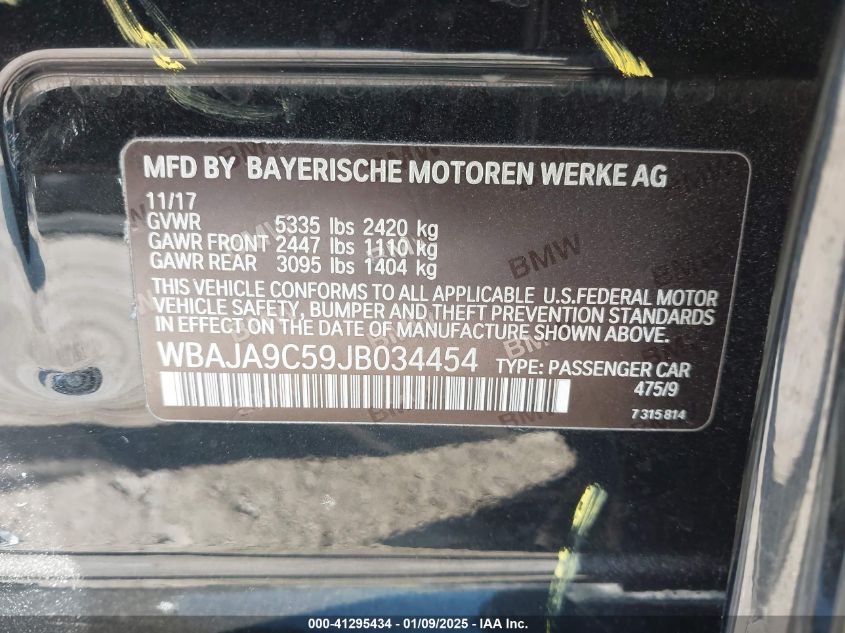 MFD BY BAYERISCHE MOTOREN WERKE AG
11/17
GVWR 5335 lbs 2420 kg
GAWR FRONT 2447 lbs 1110 kg
GAWR REAR 3095 lbs 1404 kg
THIS VEHICLE CONFORMS TO ALL APPLICABLE U.S.FEDERAL MOTOR
VEHICLE SAFETY, BUMPER AND THEFT PREVENTION STANDARDS
IN EFFECT ON THE DATE OF MANUFACTURE SHOWN ABOVE.
WBAJA9C59JB034454 TYPE: PASSENGER CAR
475/9
7315814
000-41295434 - 01/09/2025 - IAA Inc.